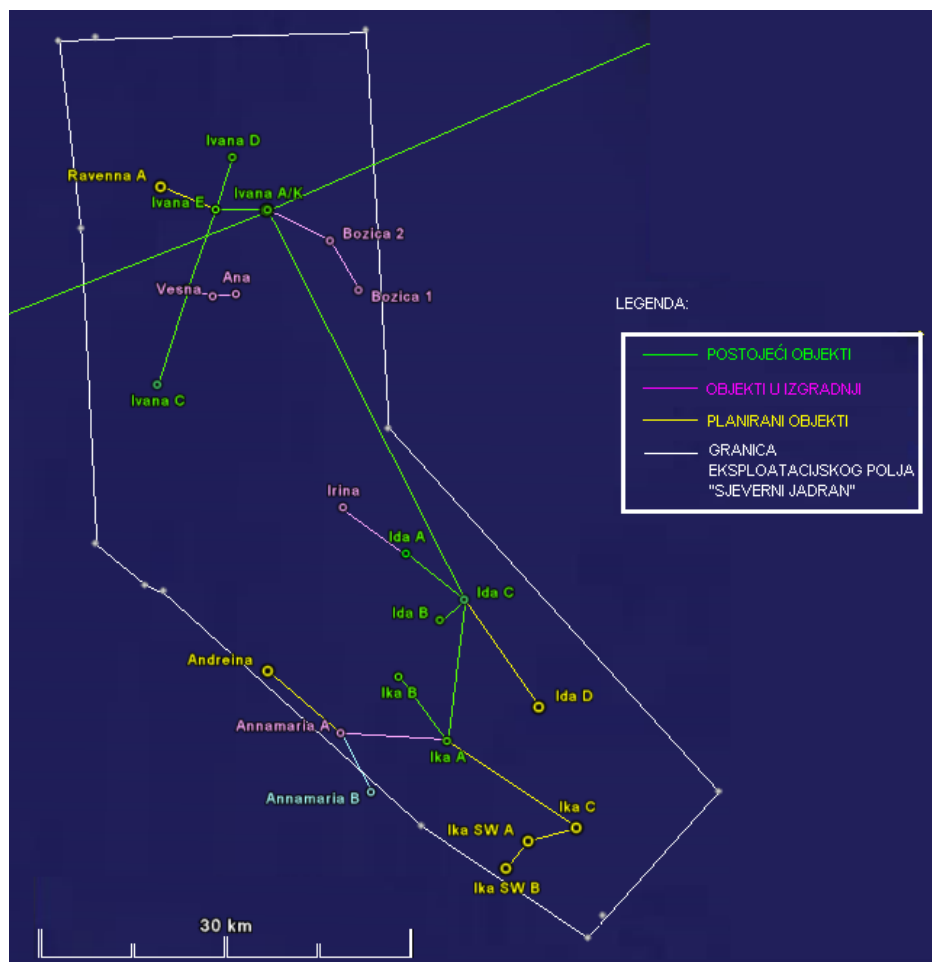 Ivana D
Ravenna A
Ivana A/K
Ivana E
Bozica 2
Ana
Vesna
Bozica 1
LEGENDA:
POSTOJEĆI OBJEKTI
Ivana C
OBJEKTI U IZGRADNJI
PLANIRANI OBJEKTI
GRANICA
EKSPLOATACIJSKOG POLJA
"SJEVERNI JADRAN"
Irina
Ida A
Ida C
Ida B
Andreina
Ika B
Ida D
Annamaria A
Ika A
Annamaria B
Ika C
Ika SW A
Ika SW B
30 km